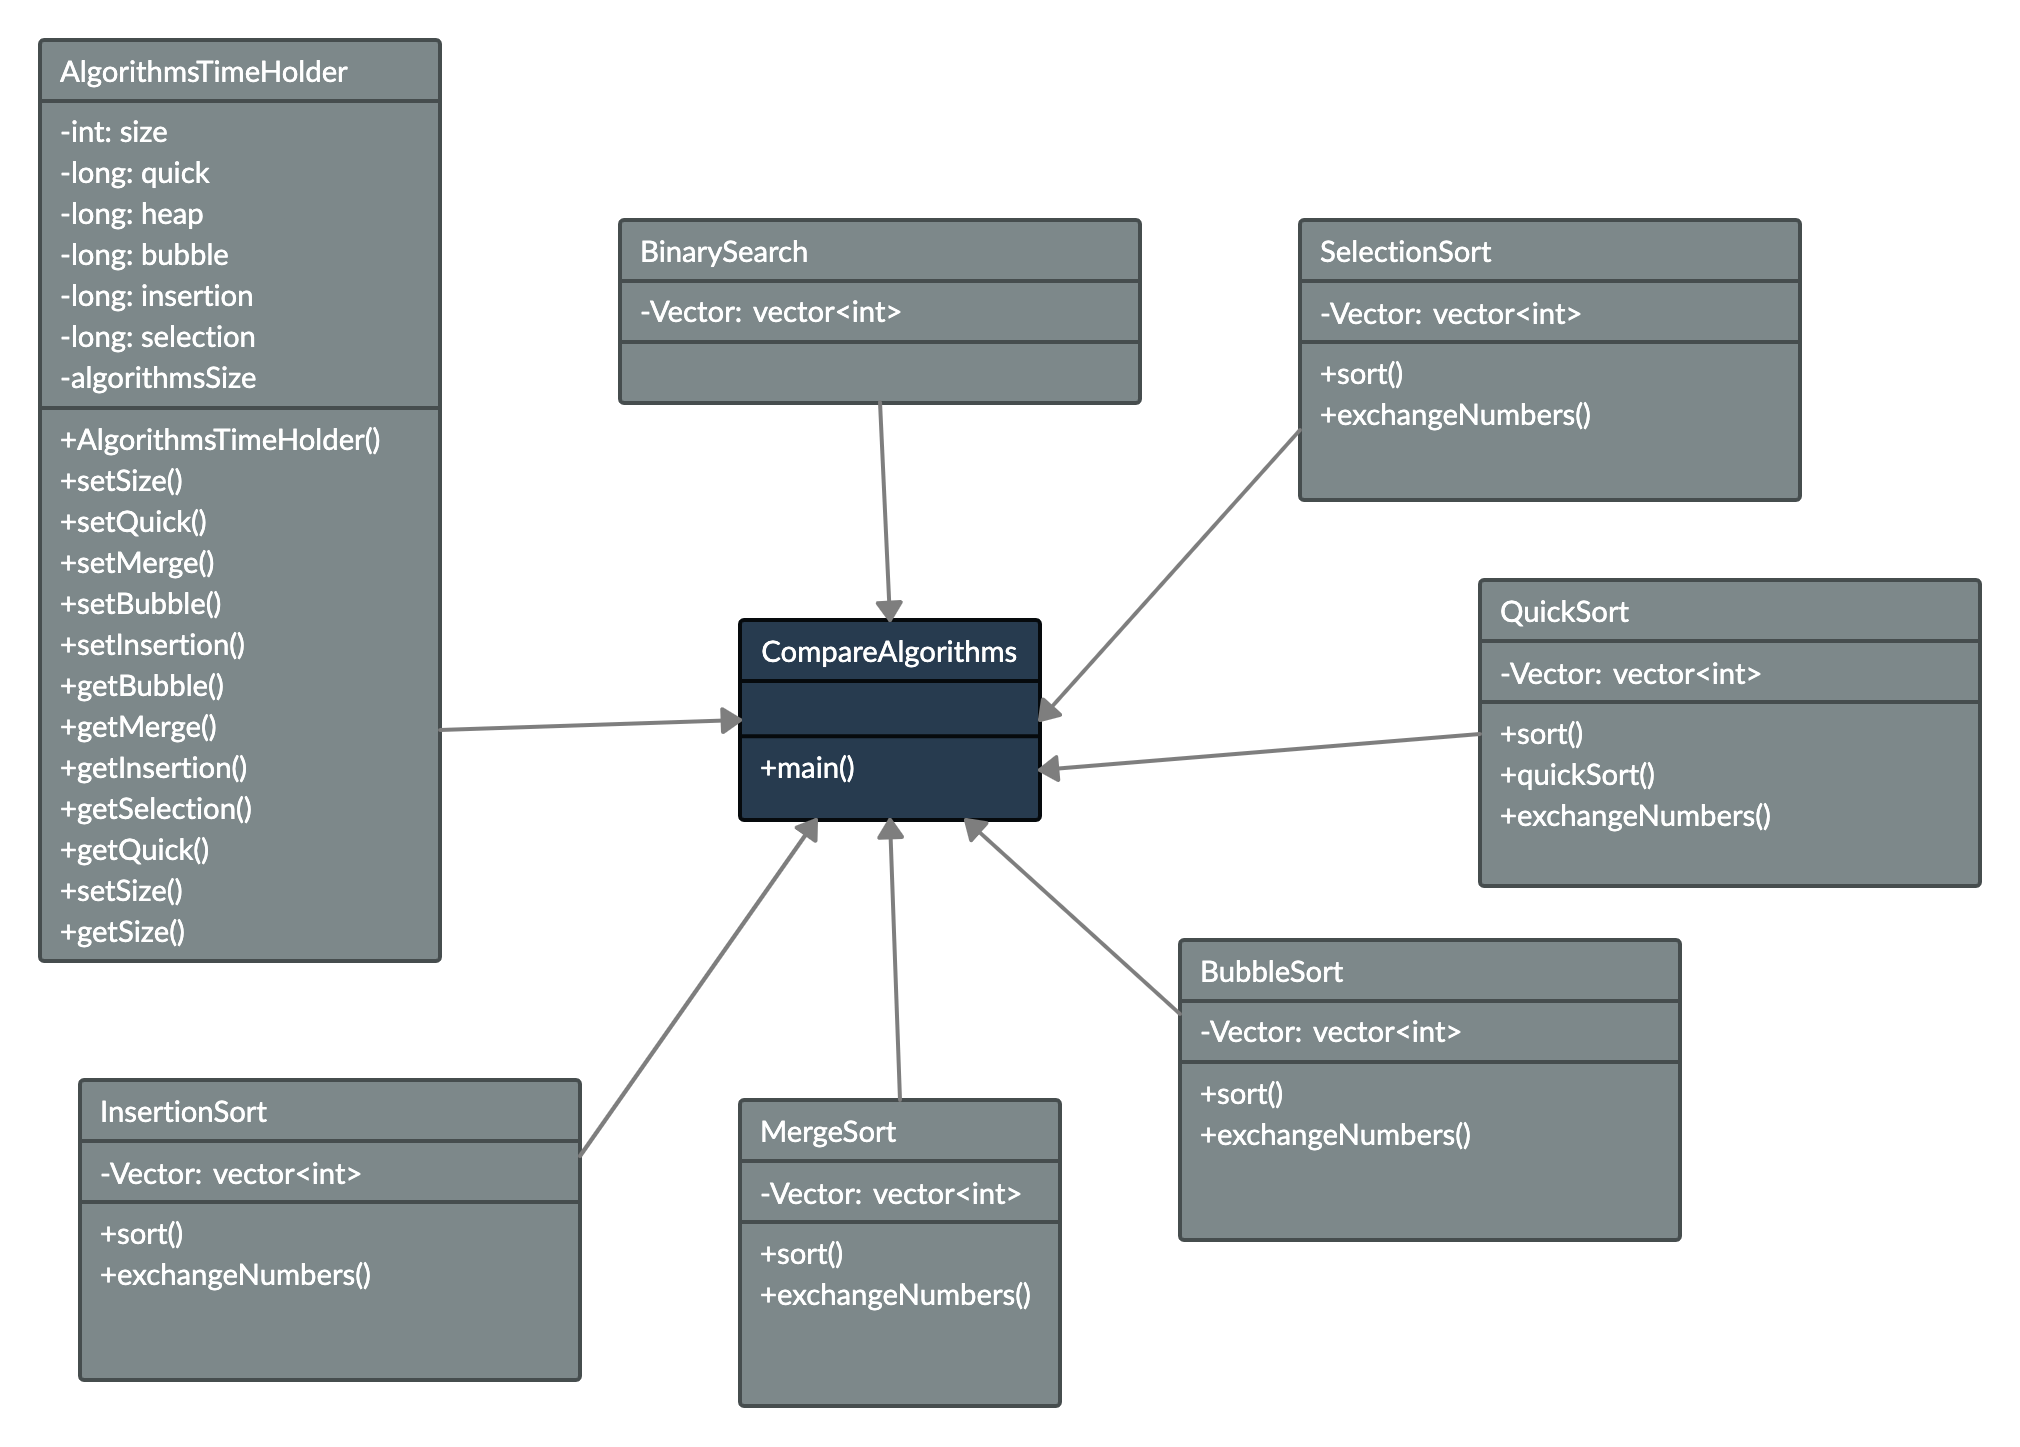 AlgorithmsTimeHolder
-int: size
-long: quick
-long: heap
-long: bubble
-long: insertion
-long: selection
-algorithmsSize
+AlgorithmsTimeHolder()
+setSize()
+setQuick()
+setMerge()
+setBubble()
+setInsertion()
+getBubble()
+getMerge()
+getInsertion()
+getSelection()
+getQuick()
+setSize()
+getSize()
BinarySearch
-Vector: vector<int>
SelectionSort
-Vector: vector<int>
+sort()
+exchangeNumbers()
CompareAlgorithms
+main()
QuickSort
-Vector: vector<int>
+sort()
+quickSort()
+exchangeNumbers()
BubbleSort
-Vector: vector<int>
+sort()
+exchangeNumbers()
InsertionSort
-Vector: vector<int>
+sort()
+exchangeNumbers()
MergeSort
-Vector: vector<int>
+sort()
+exchangeNumbers()